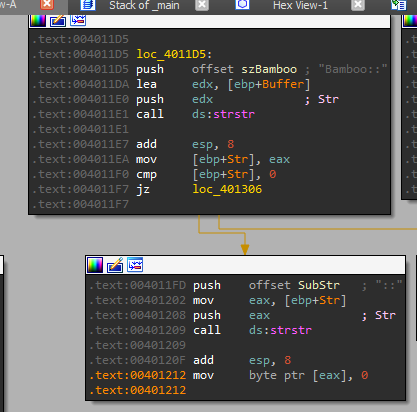 w-A Stack of _main Hex View-1
.text:004011D5
.text:004011D5 loc_4011D5:
.text:004011D5 push offset szBamboo ; "Bamboo::"
.text:004011DA lea edx, [ebp+Buffer]
.text:004011E0 push edx ; Str
.text:004011E1 call ds:strstr
.text:004011E1
.text:004011E7 add esp, 8
.text:004011EA mov [ebp+Str], eax
.text:004011F0 cmp [ebp+Str], 0
.text:004011F7 jz loc_401306
.text:004011F7
.text:004011FD push offset SubStr ; "::"
.text:00401202 mov eax, [ebp+Str]
.text:00401208 push eax ; Str
.text:00401209 call ds:strstr
.text:00401209
.text:0040120F add esp, 8
.text:00401212 mov byte ptr [eax], 0
.text:00401212